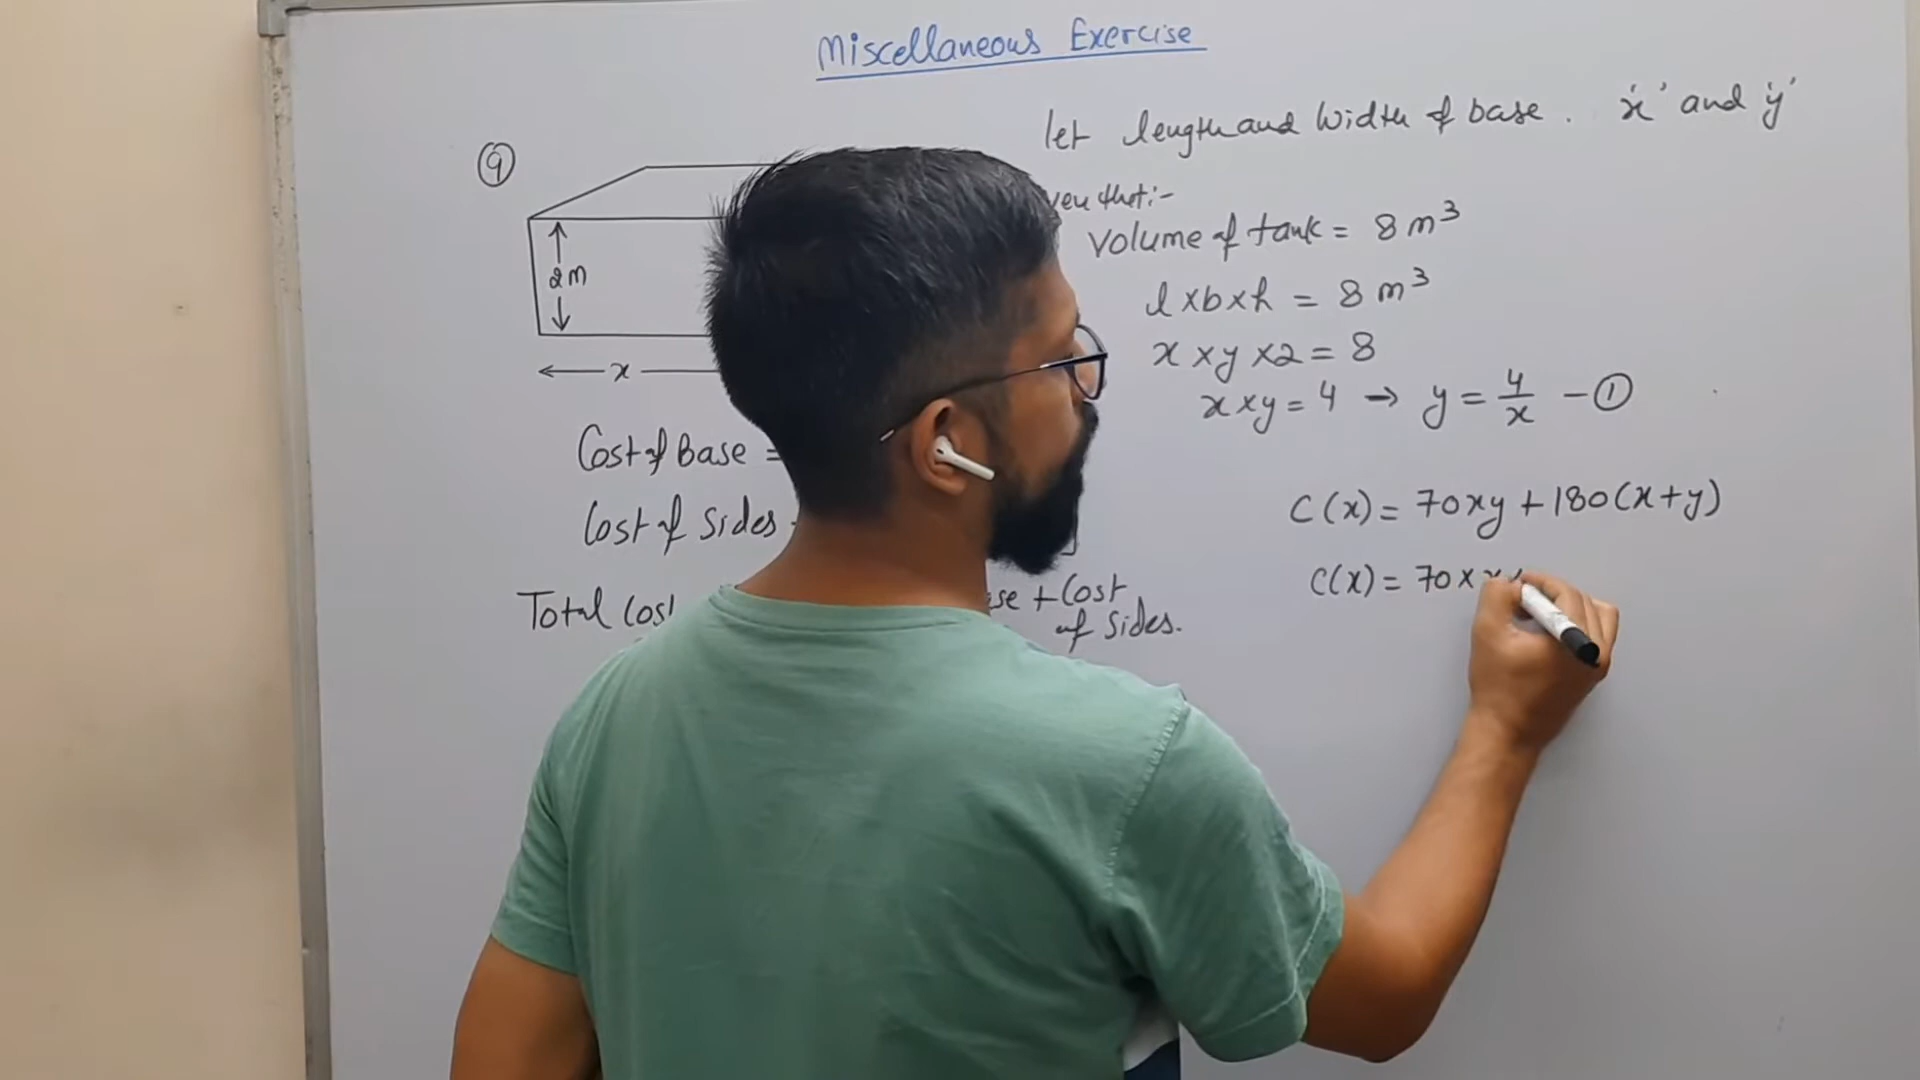 Miscellaneous Exercise
let length and width of base. 'x' and 'y'
⑨
that:-
Volume of tank = 8 m³
2m
l x b x h = 8 m³
x x y x 2 = 8
x
x x y = 4 → y = 4/x - ①
Cost of Base =
C(x) = 70xy + 180(x+y)
Cost of Sides
C(x) = 70 x x
Total Cost + Cost
of Sides.